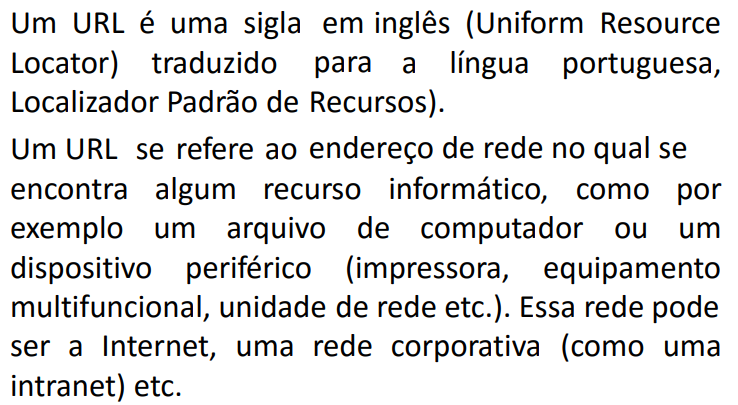 Um URL é uma sigla em inglês (Uniform Resource
Locator) traduzido para a língua portuguesa,
Localizador Padrão de Recursos).
Um URL se refere ao endereço de rede no qual se
encontra algum recurso informático, como por
exemplo um arquivo de computador ou um
dispositivo periférico (impressora, equipamento
multifuncional, unidade de rede etc.). Essa rede pode
ser a Internet, uma rede corporativa (como uma
intranet) etc.